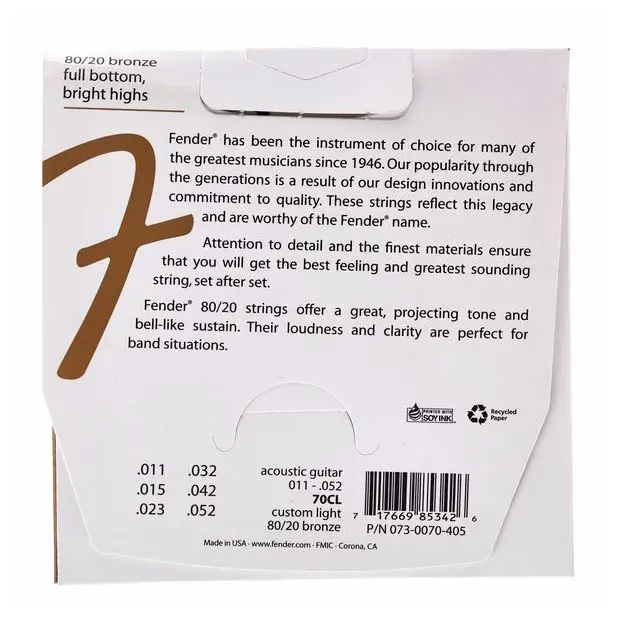 80/20 bronze
full bottom,
bright highs
Fender® has been the instrument of choice for many of
the greatest musicians since 1946. Our popularity through
the generations is a result of our design innovations and
commitment to quality. These strings reflect this legacy
and are worthy of the Fender® name.
Attention to detail and the finest materials ensure
that you will get the best feeling and greatest sounding
string, set after set.
Fender® 80/20 strings offer a great, projecting tone and
bell-like sustain. Their loudness and clarity are perfect for
band situations.
PRINTED WITH
SOY INK
Recycled
Paper
.011 .032
.015 .042
.023 .052
acoustic guitar
011 - .052
70CL
custom light
80/20 bronze
7 17669 85342 6
P/N 073-0070-405
Made in USA · www.fender.com · FMIC · Corona, CA